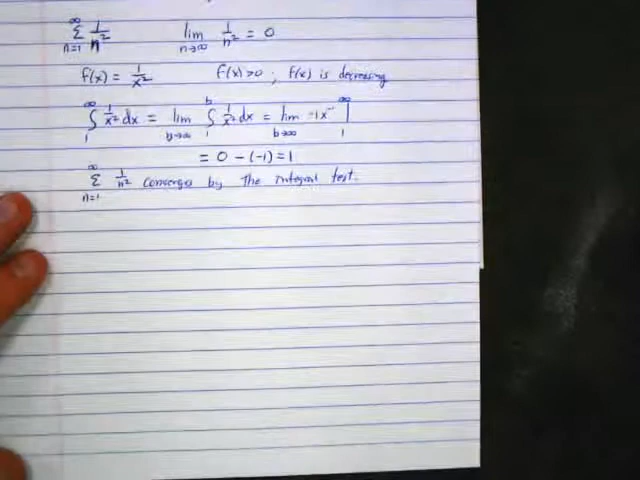 ∞ Σ n=1 1/n² lim n→∞ 1/n² = 0
f(x) = 1/x² f(x) > 0 ; f(x) is decreasing
∫₁^∞ 1/x² dx = lim b→∞ ∫₁^b 1/x² dx = lim b→∞ -1x⁻ |₁^∞
= 0 - (-1) = 1
∞ Σ n=1 1/n² converges by the integral test.